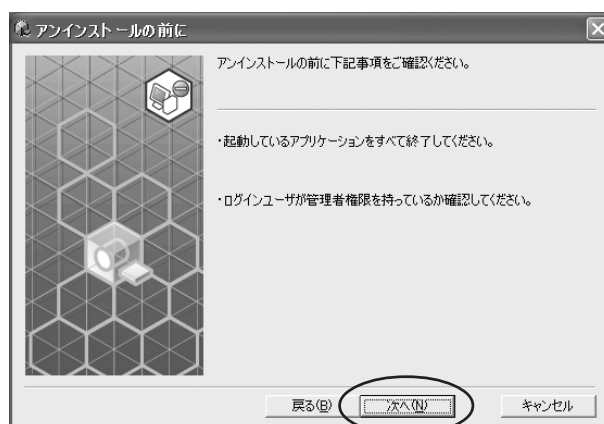 アンインストールの前に
アンインストールの前に下記事項をご確認ください。
・起動しているアプリケーションをすべて終了してください。
・ログインユーザが管理者権限を持っているか確認してください。
戻る(B) 次へ(N) キャンセル